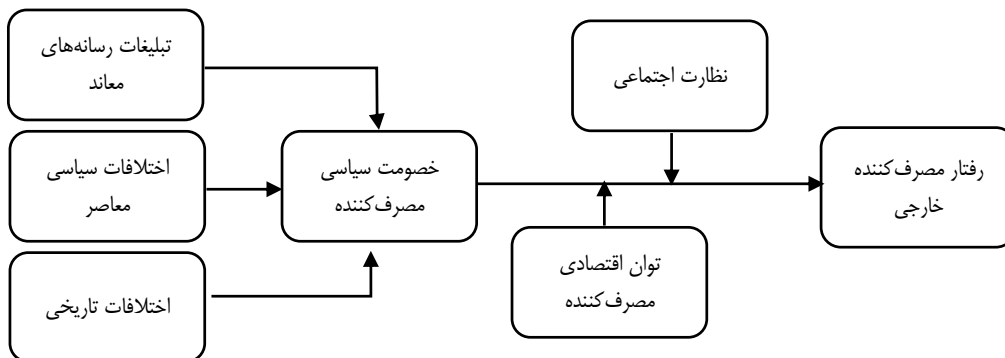 تبلیغات رسانه‌های
معاند
نظارت اجتماعی
اختلافات سیاسی
معاصر
خصومت سیاسی
مصرف‌کننده
رفتار مصرف‌کننده
خارجی
توان اقتصادی
مصرف‌کننده
اختلافات تاریخی